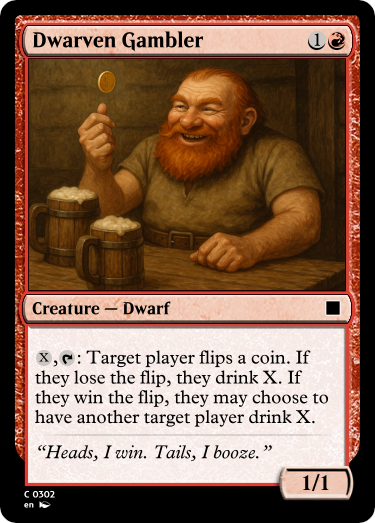 Dwarven Gambler 1
Creature — Dwarf
X, : Target player flips a coin. If
they lose the flip, they drink X. If
they win the flip, they may choose to
have another target player drink X.
“Heads, I win. Tails, I booze.”
1/1
C 0302
en